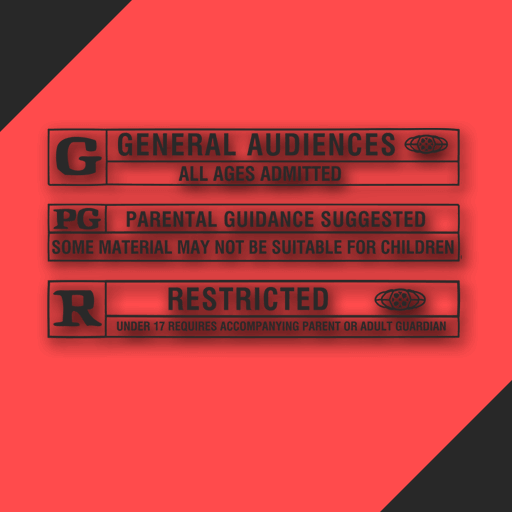 G
GENERAL AUDIENCES
ALL AGES ADMITTED
PG
PARENTAL GUIDANCE SUGGESTED
SOME MATERIAL MAY NOT BE SUITABLE FOR CHILDREN
R
RESTRICTED
UNDER 17 REQUIRES ACCOMPANYING PARENT OR ADULT GUARDIAN